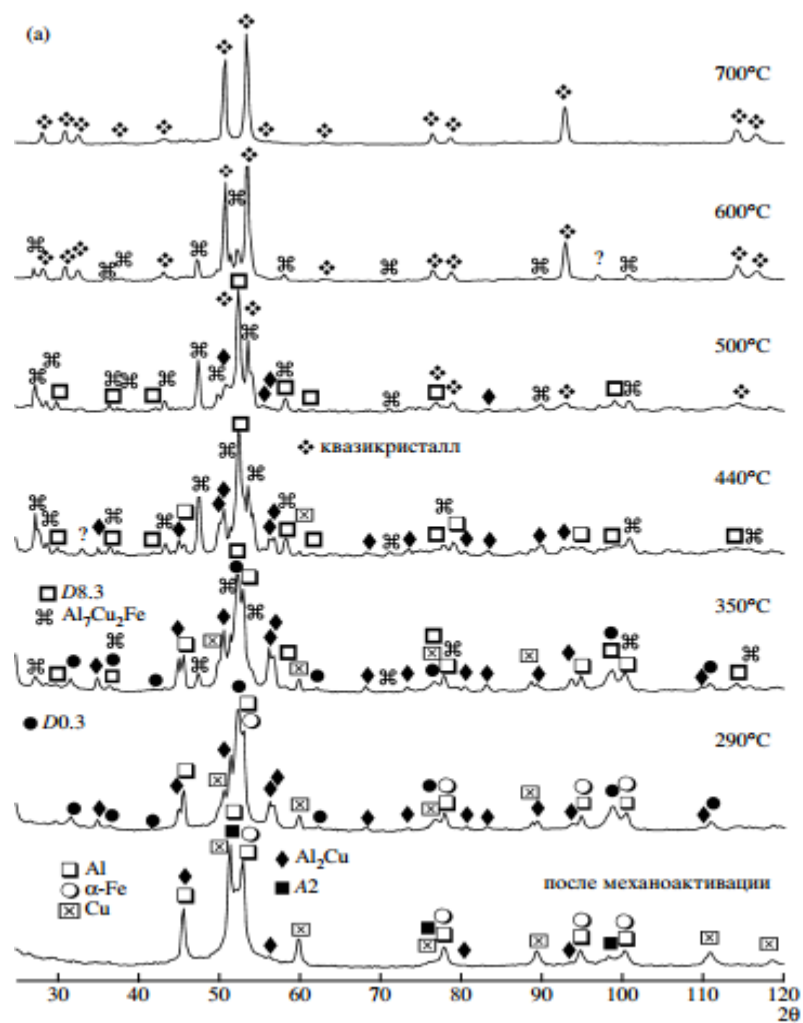 (a)
700°C
600°C
?
500°C
квазикристалл
440°C
?
D8.3
Al7Cu2Fe
350°C
D0.3
290°C
Al
Al2Cu
α-Fe
A2
Cu
после механоактивации
30 40 50 60 70 80 90 100 110 120
2θ